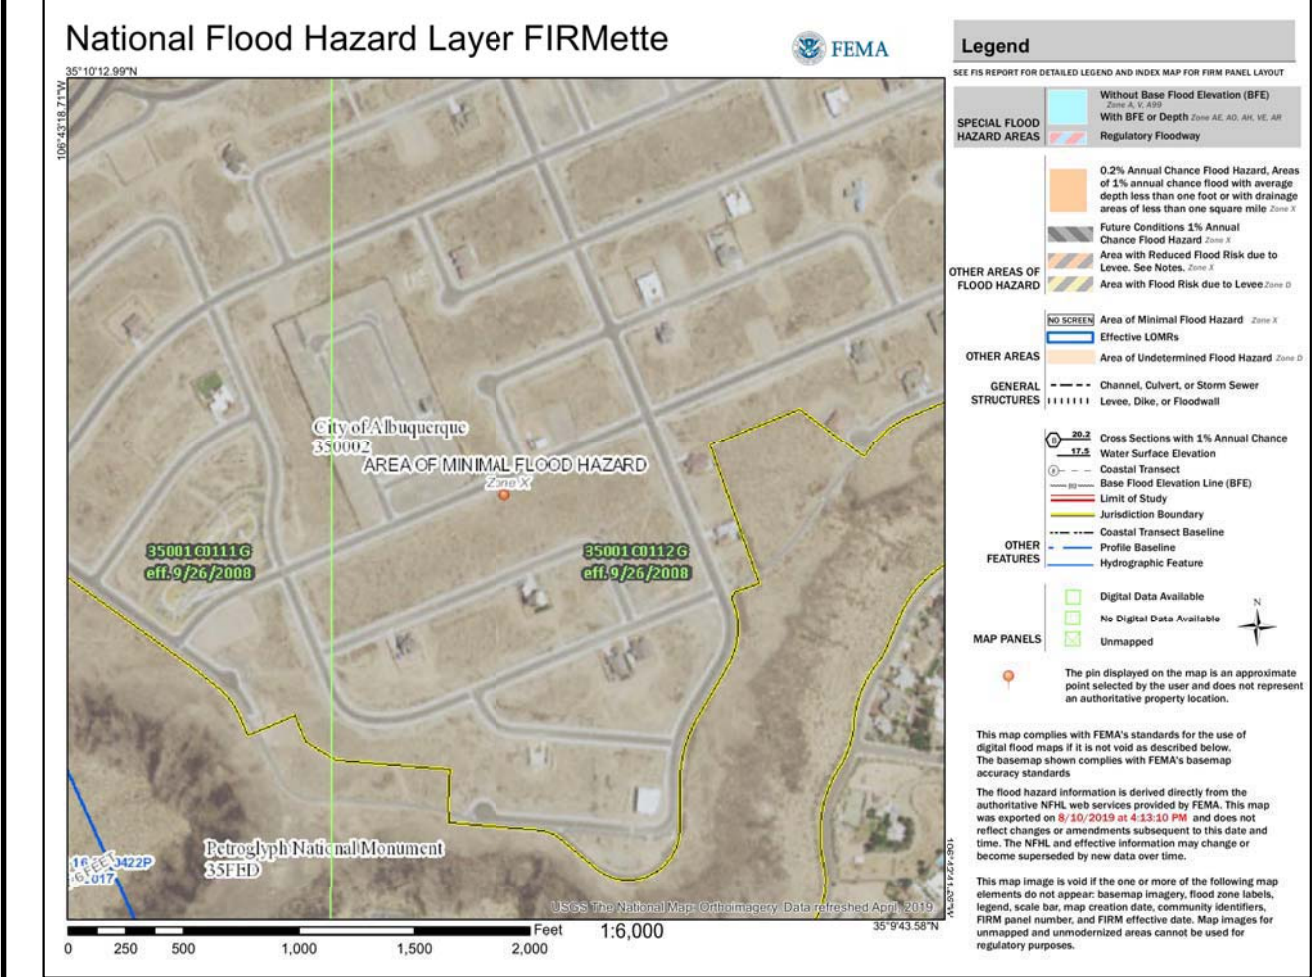 National Flood Hazard Layer FIRMette
FEMA
35°10'12.99"N
106°43'18.71"W
City of Albuquerque
350002
AREA OF MINIMAL FLOOD HAZARD
Zone X
35001C0111G
eff. 9/26/2008
35001C0112G
eff. 9/26/2008
Petroglyph National Monument
35FED
0422P
2017
FEET
USGS The National Map: Orthoimagery. Data refreshed April, 2019
35°9'43.58"N
0 250 500 1,000 1,500 2,000 Feet 1:6,000
Legend
SEE FIS REPORT FOR DETAILED LEGEND AND INDEX MAP FOR FIRM PANEL LAYOUT
SPECIAL FLOOD
HAZARD AREAS
Without Base Flood Elevation (BFE)
Zone A, V, A99
With BFE or Depth Zone AE, AO, AH, VE, AR
Regulatory Floodway
0.2% Annual Chance Flood Hazard, Areas
of 1% annual chance flood with average
depth less than one foot or with drainage
areas of less than one square mile Zone X
Future Conditions 1% Annual
Chance Flood Hazard Zone X
OTHER AREAS OF
FLOOD HAZARD
Area with Reduced Flood Risk due to
Levee. See Notes. Zone X
Area with Flood Risk due to Levee Zone D
NO SCREEN Area of Minimal Flood Hazard Zone X
Effective LOMRs
OTHER AREAS
Area of Undetermined Flood Hazard Zone D
GENERAL
STRUCTURES
Channel, Culvert, or Storm Sewer
Levee, Dike, or Floodwall
B 20.2 Cross Sections with 1% Annual Chance
17.5 Water Surface Elevation
8 Coastal Transect
513 Base Flood Elevation Line (BFE)
Limit of Study
Jurisdiction Boundary
Coastal Transect Baseline
OTHER
FEATURES
Profile Baseline
Hydrographic Feature
MAP PANELS
Digital Data Available
No Digital Data Available
Unmapped
N
The pin displayed on the map is an approximate
point selected by the user and does not represent
an authoritative property location.
This map complies with FEMA's standards for the use of
digital flood maps if it is not void as described below.
The basemap shown complies with FEMA's basemap
accuracy standards
The flood hazard information is derived directly from the
authoritative NFHL web services provided by FEMA. This map
was exported on 8/10/2019 at 4:13:10 PM and does not
reflect changes or amendments subsequent to this date and
time. The NFHL and effective information may change or
become superseded by new data over time.
This map image is void if the one or more of the following map
elements do not appear: basemap imagery, flood zone labels,
legend, scale bar, map creation date, community identifiers,
FIRM panel number, and FIRM effective date. Map images for
unmapped and unmodernized areas cannot be used for
regulatory purposes.